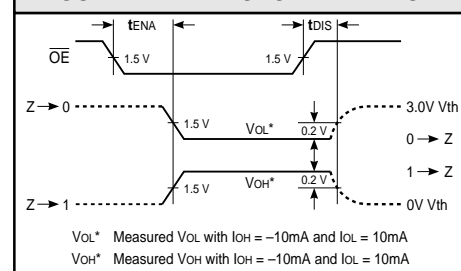 tENA tDIS
OE 1.5 V 1.5 V
Z → 0 3.0V Vth
1.5 V VOL* 0.2 V
0 → Z
1 → Z
1.5 V VOH* 0.2 V
Z → 1 0V Vth
VOL* Measured VOL with IOH = –10mA and IOL = 10mA
VOH* Measured VOH with IOH = –10mA and IOL = 10mA